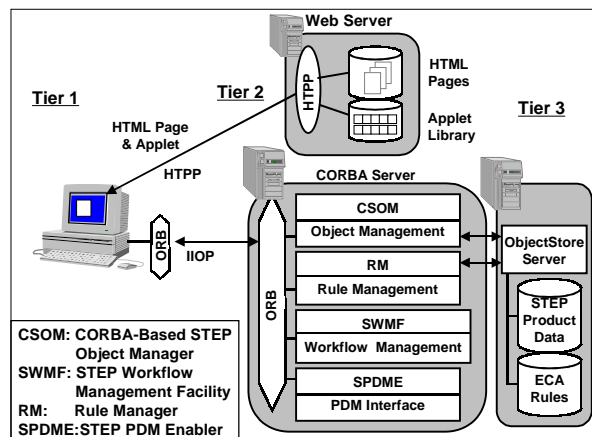 Web Server
HTPP
HTML
Pages
Applet
Library
Tier 1
Tier 2
Tier 3
HTML Page
& Applet
HTPP
CORBA Server
ORB
IIOP
ORB
CSOM
Object Management
RM
Rule Management
SWMF
Workflow Management
SPDME
PDM Interface
ObjectStore
Server
STEP
Product
Data
ECA
Rules
CSOM: CORBA-Based STEP
Object Manager
SWMF: STEP Workflow
Management Facility
RM: Rule Manager
SPDME:STEP PDM Enabler